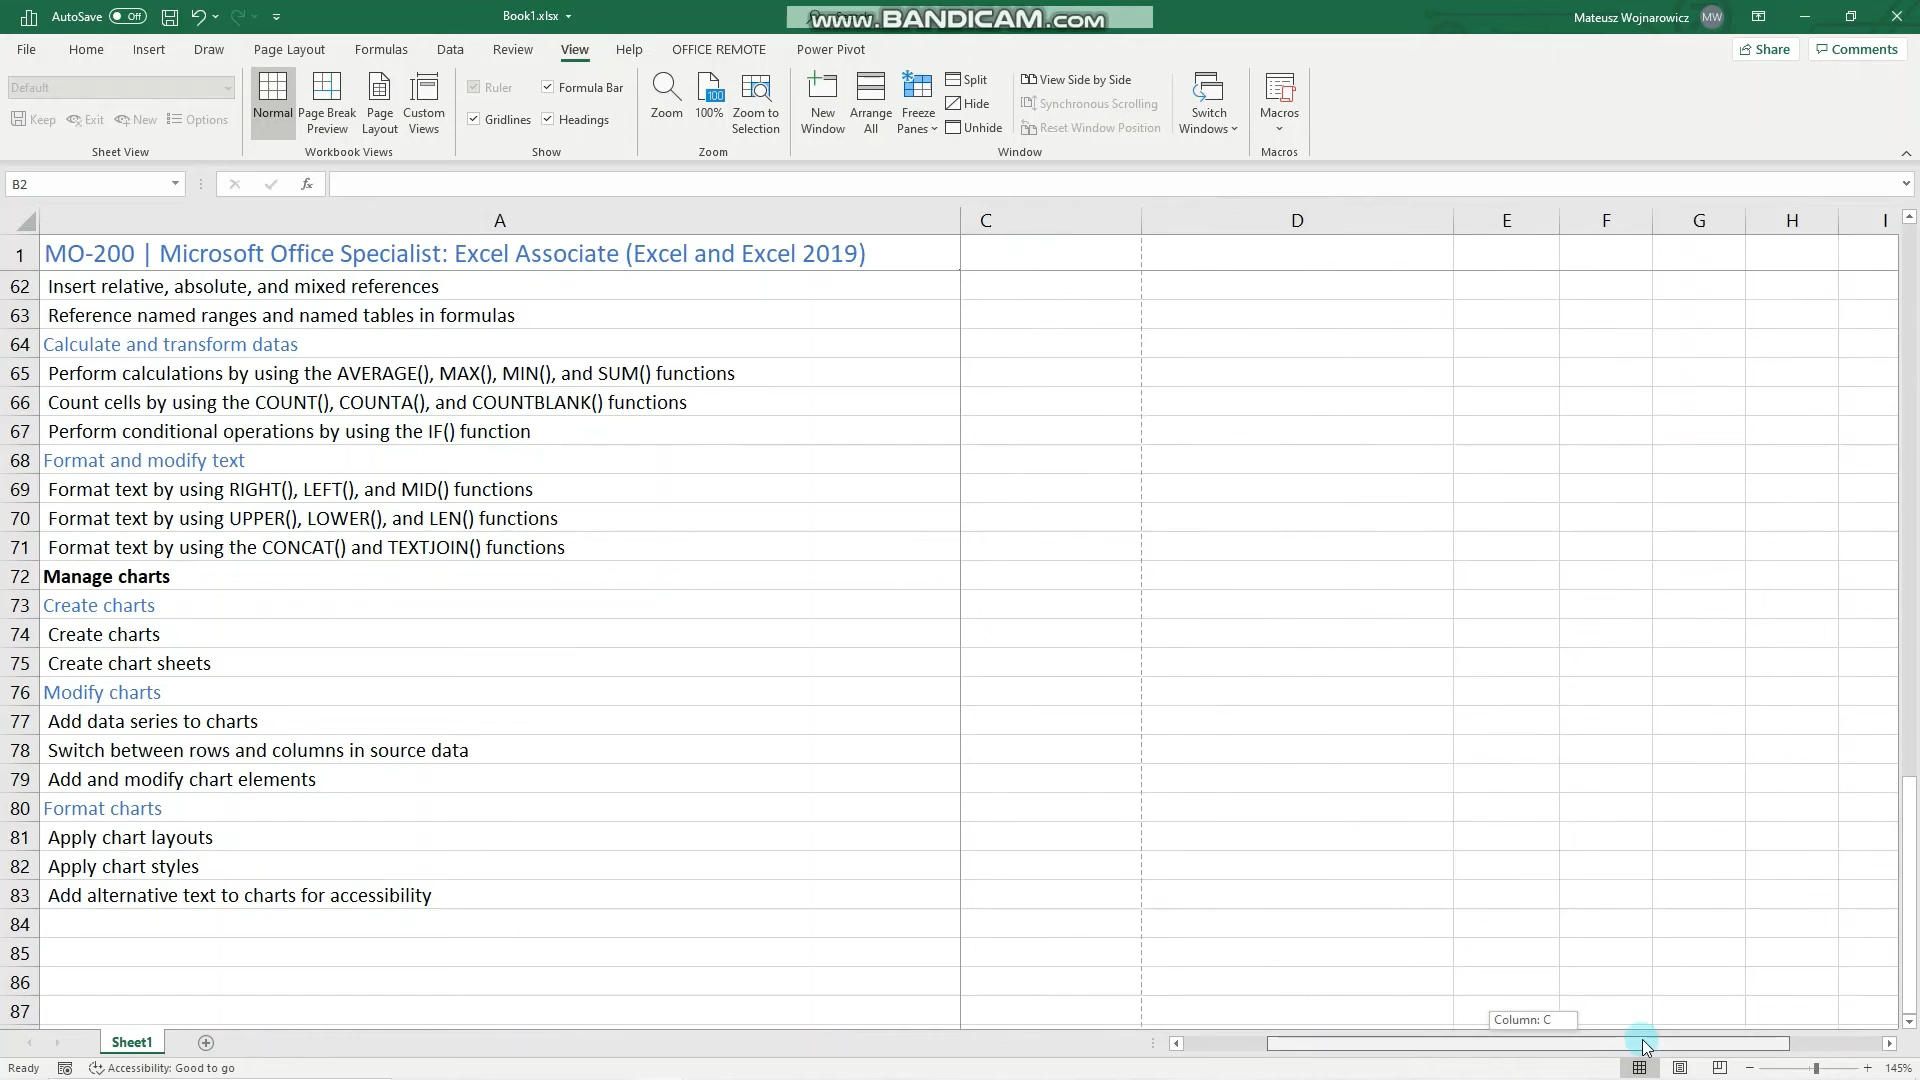 AutoSave Off
Book1.xlsx
WWW.BANDICAM.COM
Mateusz Wojnarowicz MW
File Home Insert Draw Page Layout Formulas Data Review View Help OFFICE REMOTE Power Pivot
Share Comments
Default
Keep Exit New Options
Sheet View
Normal
Page Break Preview
Page Layout
Custom Views
Workbook Views
Ruler Formula Bar
Gridlines Headings
Show
Zoom
100 100%
Zoom to Selection
Zoom
New Window
Arrange All
Freeze Panes
Split
Hide
Unhide
View Side by Side
Synchronous Scrolling
Reset Window Position
Window
Switch Windows
Macros
Macros
B2 fx
A C D E F G H I
1 MO-200 | Microsoft Office Specialist: Excel Associate (Excel and Excel 2019)
62 Insert relative, absolute, and mixed references
63 Reference named ranges and named tables in formulas
64 Calculate and transform datas
65 Perform calculations by using the AVERAGE(), MAX(), MIN(), and SUM() functions
66 Count cells by using the COUNT(), COUNTA(), and COUNTBLANK() functions
67 Perform conditional operations by using the IF() function
68 Format and modify text
69 Format text by using RIGHT(), LEFT(), and MID() functions
70 Format text by using UPPER(), LOWER(), and LEN() functions
71 Format text by using the CONCAT() and TEXTJOIN() functions
72 Manage charts
73 Create charts
74 Create charts
75 Create chart sheets
76 Modify charts
77 Add data series to charts
78 Switch between rows and columns in source data
79 Add and modify chart elements
80 Format charts
81 Apply chart layouts
82 Apply chart styles
83 Add alternative text to charts for accessibility
84
85
86
87
Column: C
Sheet1
Ready Accessibility: Good to go 145%